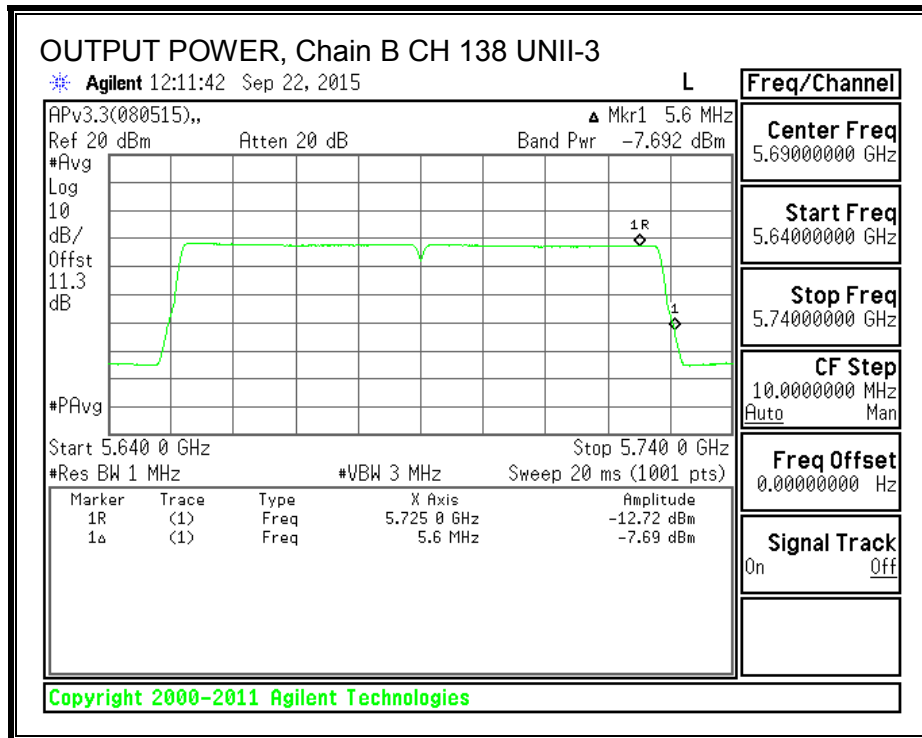 OUTPUT POWER, Chain B CH 138 UNII-3
Agilent 12:11:42 Sep 22, 2015 L
APv3.3(080515),, Δ Mkr1 5.6 MHz
Ref 20 dBm Atten 20 dB Band Pwr -7.692 dBm
#Avg
Log
10
dB/
Offst
11.3
dB
1R
1
#PAvg
Start 5.640 0 GHz Stop 5.740 0 GHz
#Res BW 1 MHz #VBW 3 MHz Sweep 20 ms (1001 pts)
Marker Trace Type X Axis Amplitude
1R (1) Freq 5.725 0 GHz -12.72 dBm
1Δ (1) Freq 5.6 MHz -7.69 dBm
Copyright 2000-2011 Agilent Technologies
Freq/Channel
Center Freq
5.69000000 GHz
Start Freq
5.64000000 GHz
Stop Freq
5.74000000 GHz
CF Step
10.0000000 MHz
Auto Man
Freq Offset
0.00000000 Hz
Signal Track
On Off